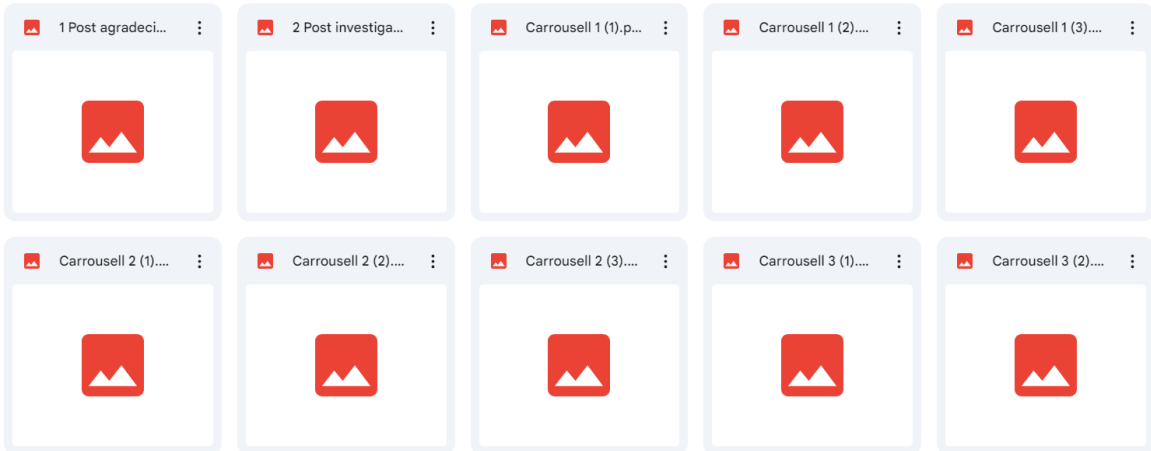 1 Post agradeci...
2 Post investiga...
Carrousell 1 (1).p...
Carrousell 1 (2)....
Carrousell 1 (3)....
Carrousell 2 (1)....
Carrousell 2 (2)....
Carrousell 2 (3)....
Carrousell 3 (1)....
Carrousell 3 (2)....